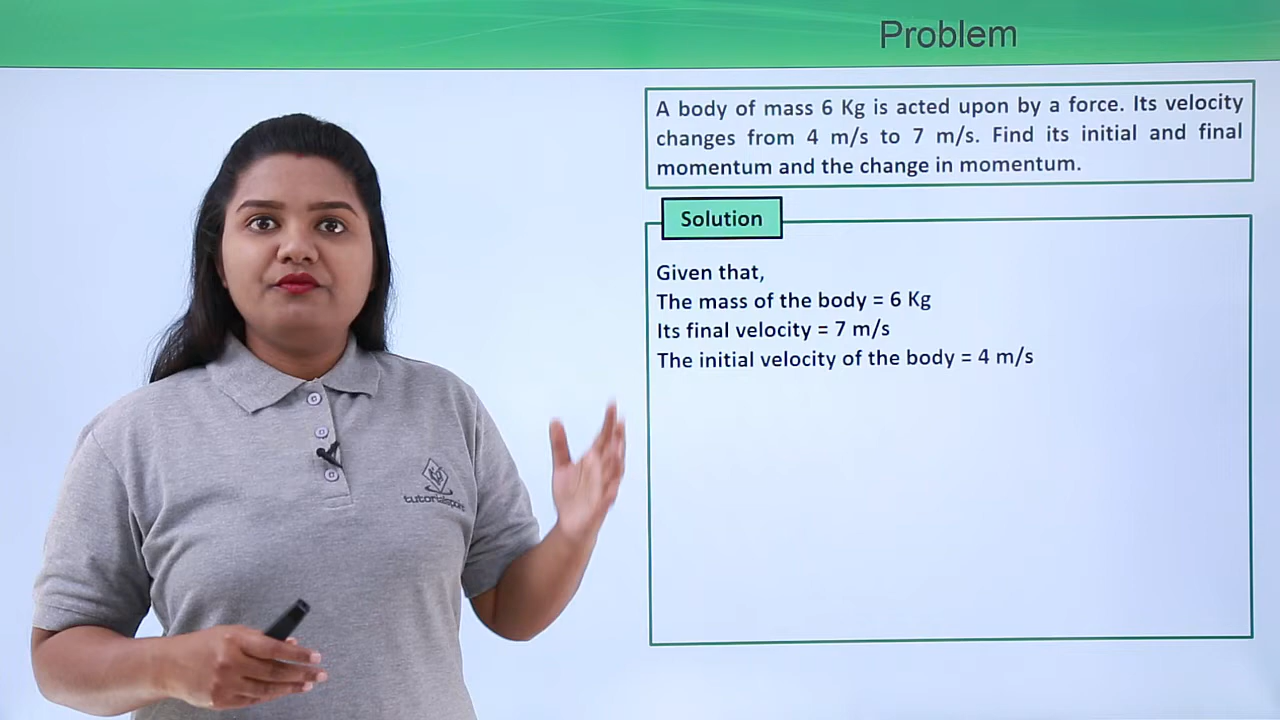 Problem
A body of mass 6 Kg is acted upon by a force. Its velocity
changes from 4 m/s to 7 m/s. Find its initial and final
momentum and the change in momentum.
Solution
Given that,
The mass of the body = 6 Kg
Its final velocity = 7 m/s
The initial velocity of the body = 4 m/s
tutorialspoint